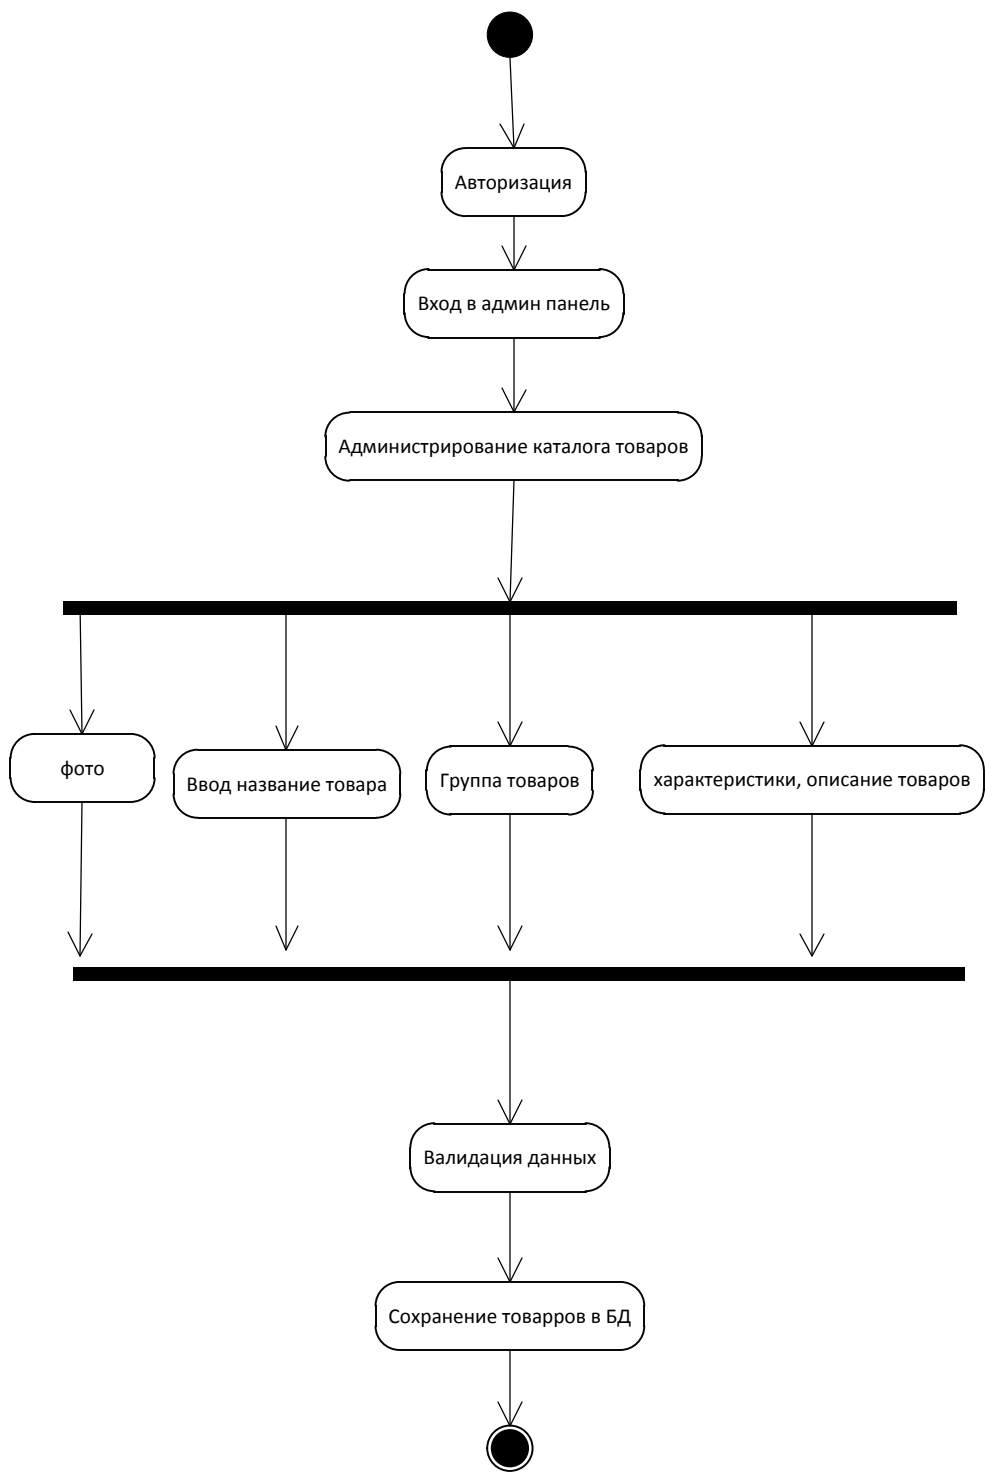 Авторизация
Вход в админ панель
Администрирование каталога товаров
фото
Ввод название товара
Группа товаров
характеристики, описание товаров
Валидация данных
Сохранение товарров в БД